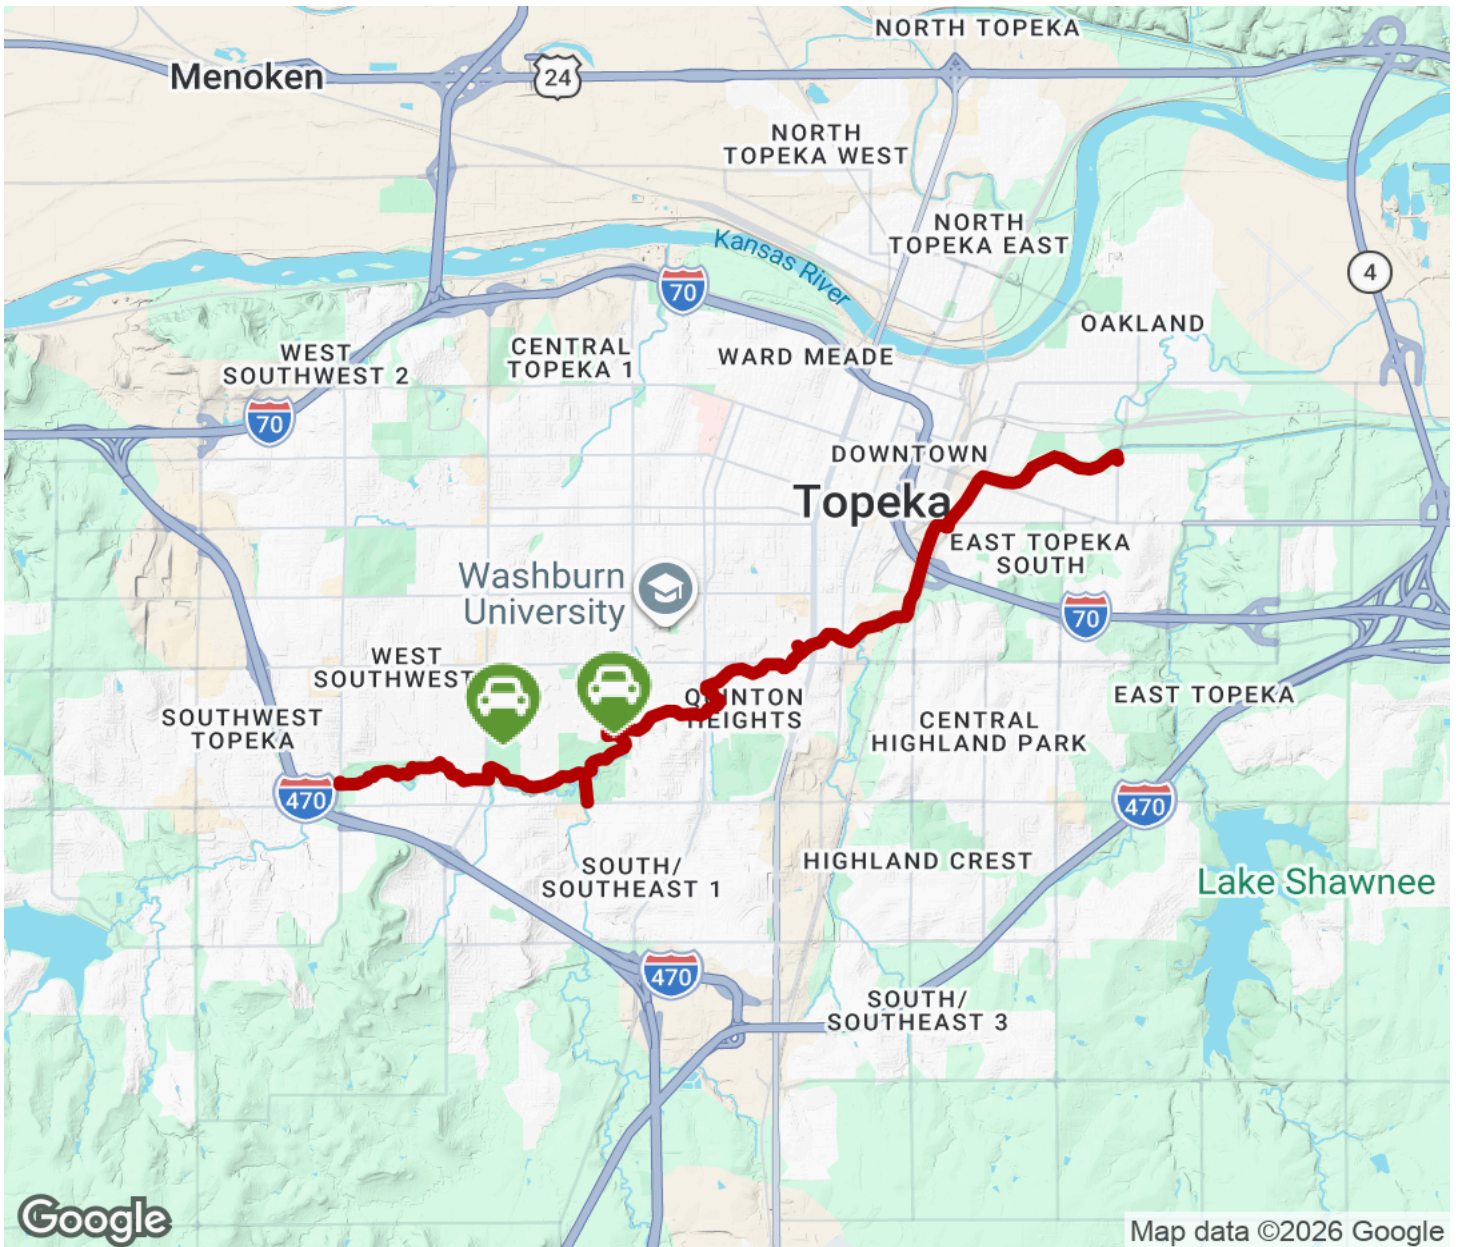 NORTH TOPEKA
Menoken
24
NORTH
TOPEKA WEST
NORTH
TOPEKA EAST
Kansas River
4
70
OAKLAND
WEST
SOUTHWEST 2
CENTRAL
TOPEKA 1
WARD MEADE
70
DOWNTOWN
Topeka
EAST TOPEKA
SOUTH
Washburn
University
70
WEST
SOUTHWEST
SOUTHWEST
TOPEKA
QUINTON
HEIGHTS
CENTRAL
HIGHLAND PARK
EAST TOPEKA
470
470
SOUTH/
SOUTHEAST 1
HIGHLAND CREST
Lake Shawnee
470
SOUTH/
SOUTHEAST 3
Google
Map data ©2026 Google